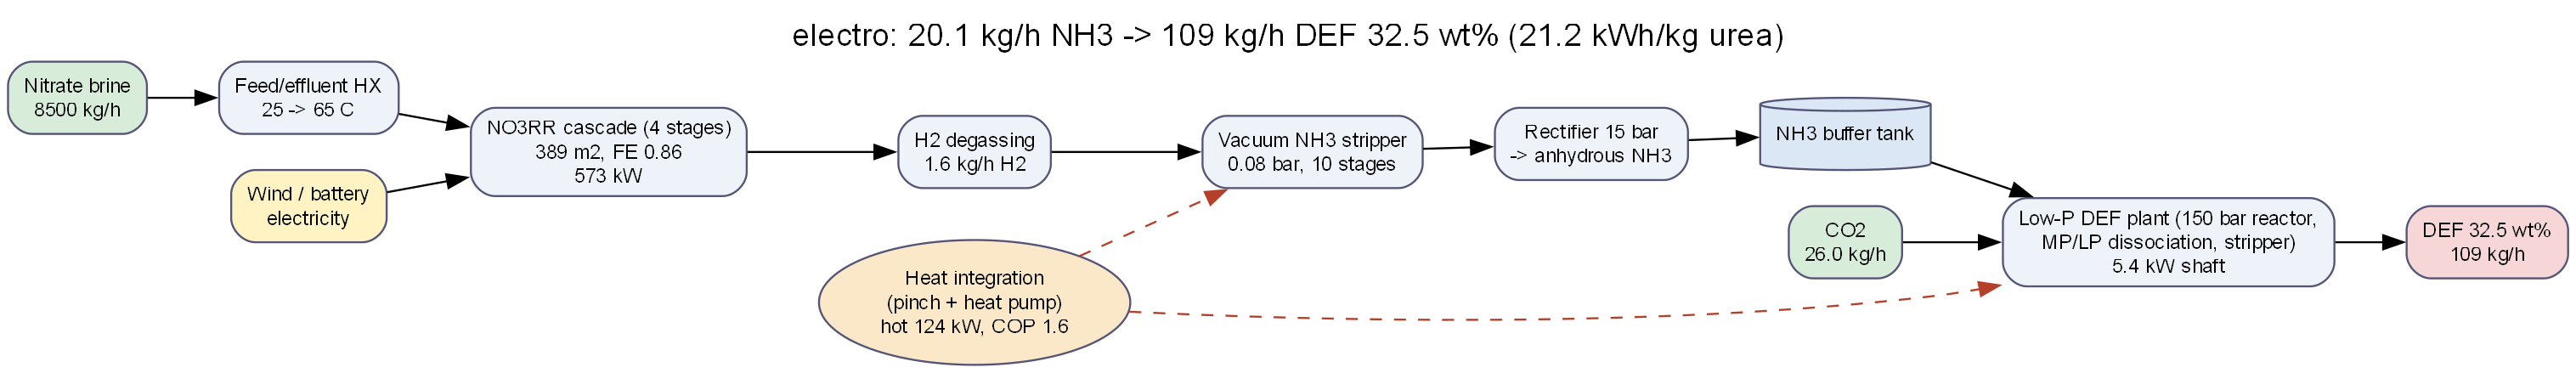 electro: 20.1 kg/h NH3 -> 109 kg/h DEF 32.5 wt% (21.2 kWh/kg urea)
Nitrate brine
8500 kg/h
Feed/effluent HX
25 -> 65 C
Wind / battery
electricity
NO3RR cascade (4 stages)
389 m2, FE 0.86
573 kW
H2 degassing
1.6 kg/h H2
Vacuum NH3 stripper
0.08 bar, 10 stages
Rectifier 15 bar
-> anhydrous NH3
NH3 buffer tank
Heat integration
(pinch + heat pump)
hot 124 kW, COP 1.6
CO2
26.0 kg/h
Low-P DEF plant (150 bar reactor,
MP/LP dissociation, stripper)
5.4 kW shaft
DEF 32.5 wt%
109 kg/h